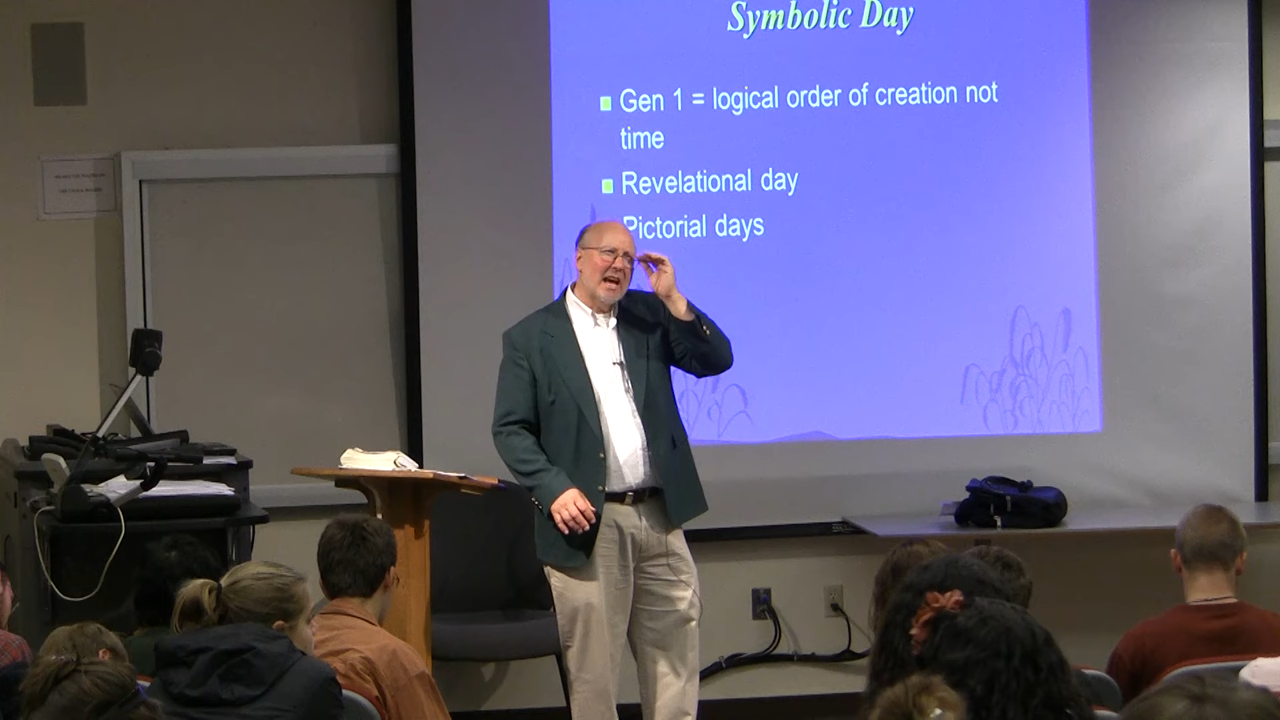 Symbolic Day
Gen 1 = logical order of creation not
time
Revelational day
Pictorial days